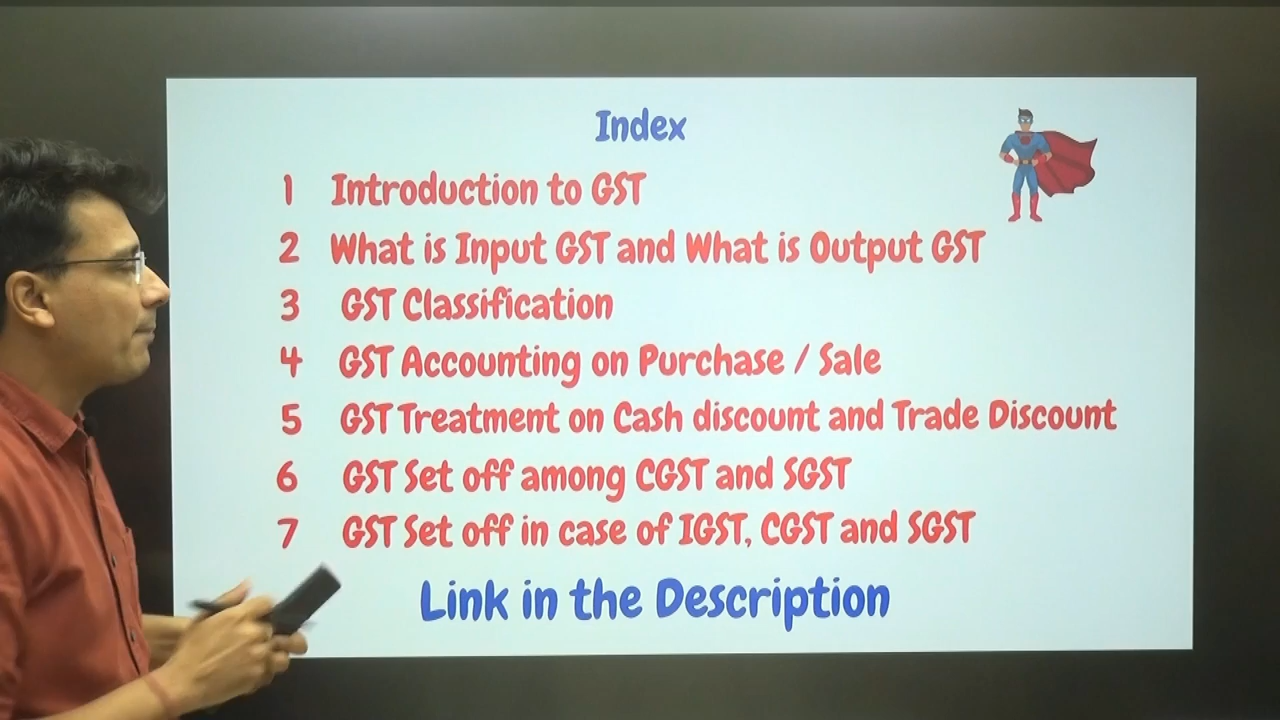 Index
1 Introduction to GST
2 What is Input GST and What is Output GST
3 GST Classification
4 GST Accounting on Purchase / Sale
5 GST Treatment on Cash discount and Trade Discount
6 GST Set off among CGST and SGST
7 GST Set off in case of IGST, CGST and SGST
Link in the Description